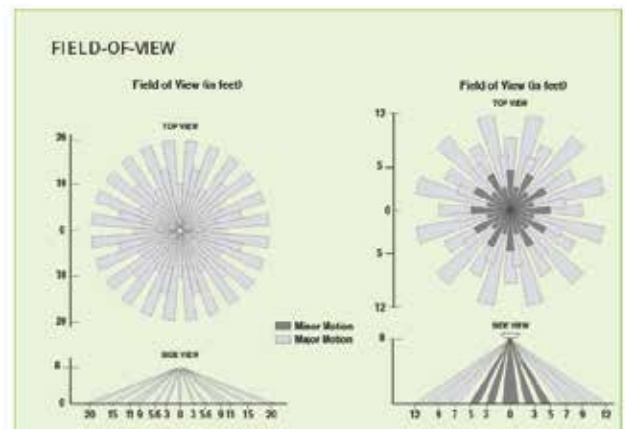 FIELD-OF-VIEW
Field of View (in feet)
TOP VIEW
20
10
0
10
20
SIDE VIEW
8
0
20 15 11 9 5.6 3 0 3 5.6 9 11 15 20
Minor Motion
Major Motion
Field of View (in feet)
TOP VIEW
12
5
0
5
12
SIDE VIEW
8
12 9 7 5 3 0 3 5 7 9 12